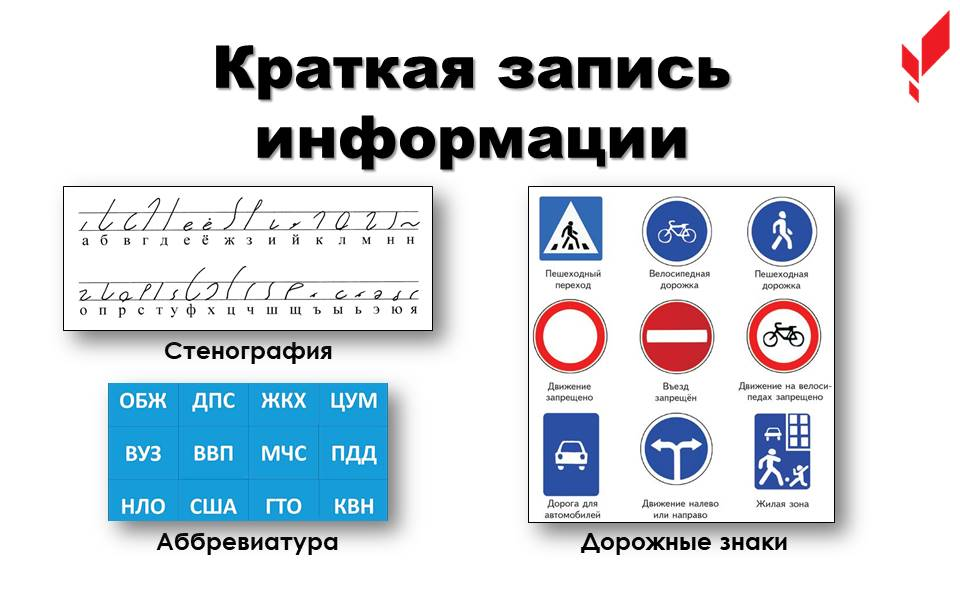 Краткая запись
информации
а б в г д е ё ж з и й к л м н н
о п р с т у ф х ц ч ш щ ъ ы ь э ю я
Стенография
ОБЖ ДПС ЖКХ ЦУМ
ВУЗ ВВП МЧС ПДД
НЛО США ГТО КВН
Аббревиатура
Пешеходный Велосипедная Пешеходная
переход дорожка дорожка
Движение Въезд Движение на велоси-
запрещено запрещён педах запрещено
Дорога для Движение налево Жилая зона
автомобилей или направо
Дорожные знаки